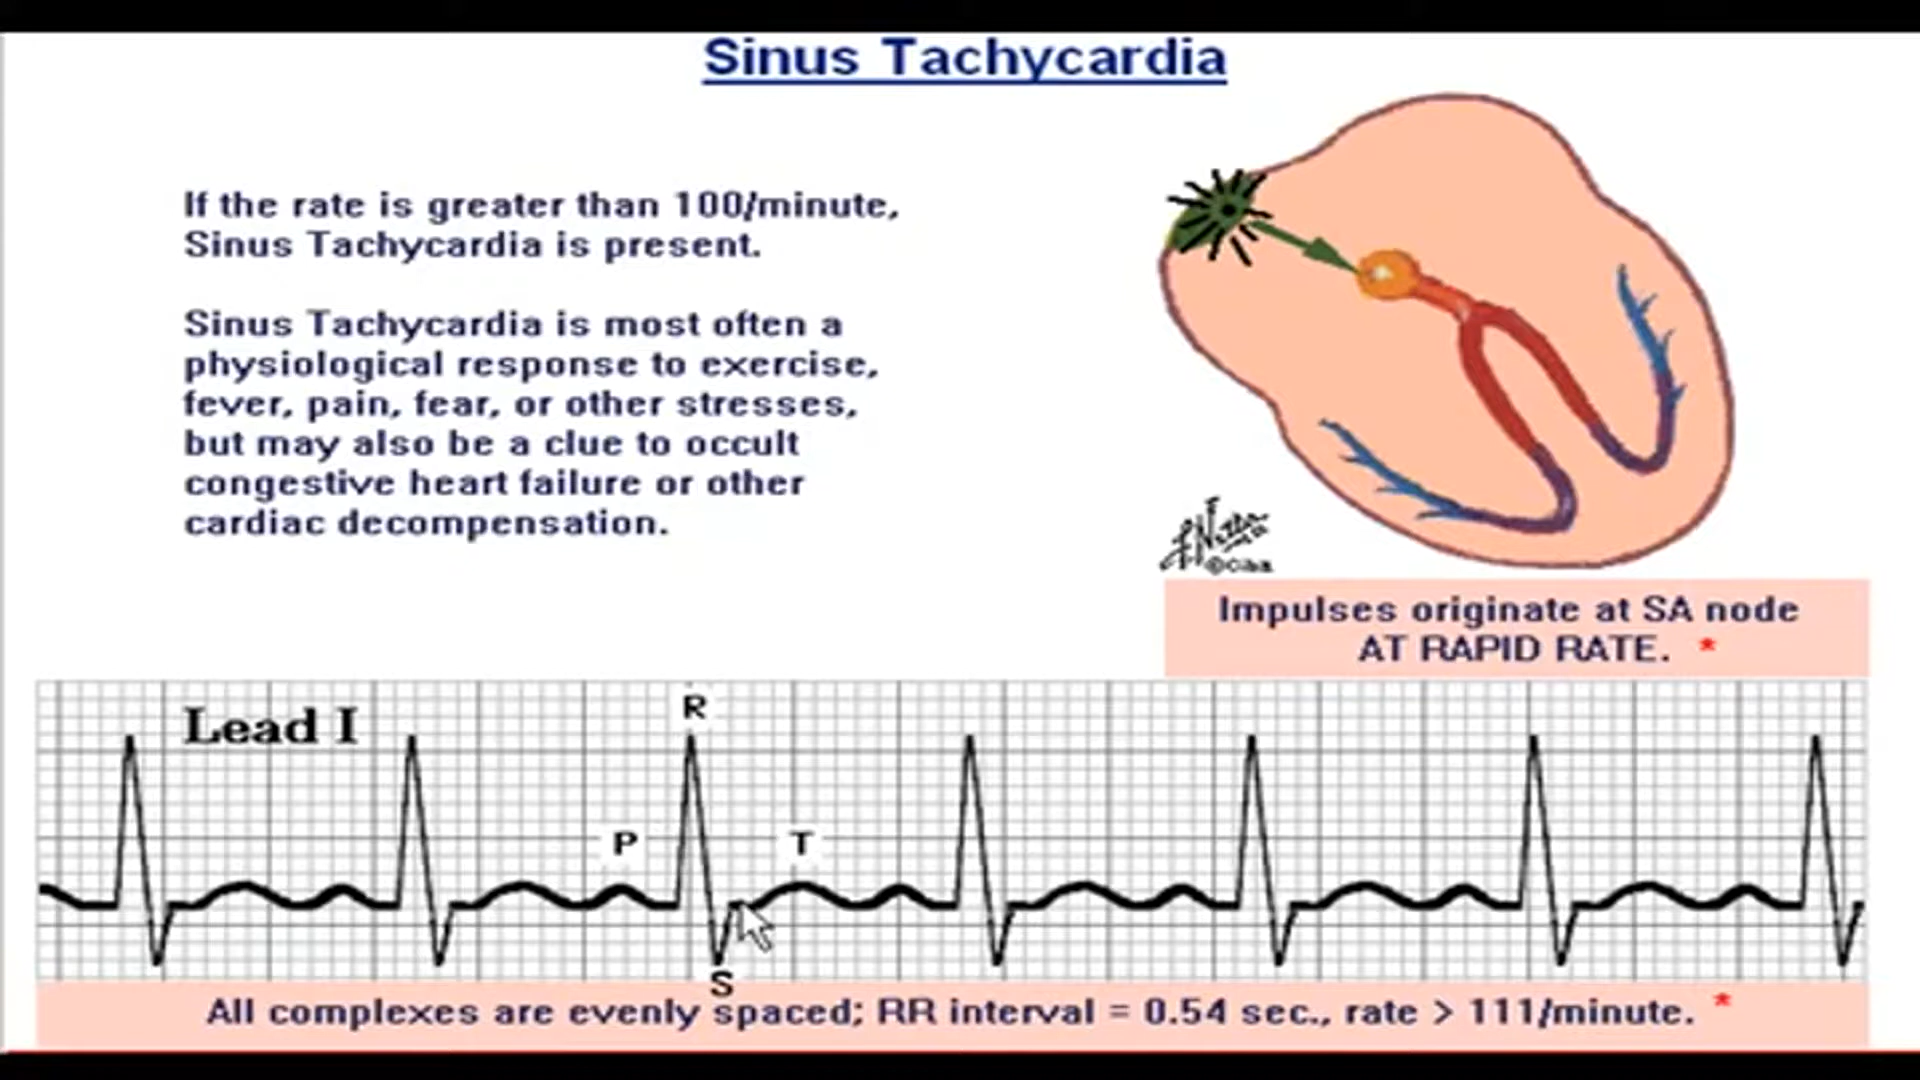 Sinus Tachycardia
If the rate is greater than 100/minute,
Sinus Tachycardia is present.
Sinus Tachycardia is most often a
physiological response to exercise,
fever, pain, fear, or other stresses,
but may also be a clue to occult
congestive heart failure or other
cardiac decompensation.
Impulses originate at SA node
AT RAPID RATE. *
Lead I
R
P
T
S
All complexes are evenly spaced; RR interval = 0.54 sec., rate > 111/minute. *